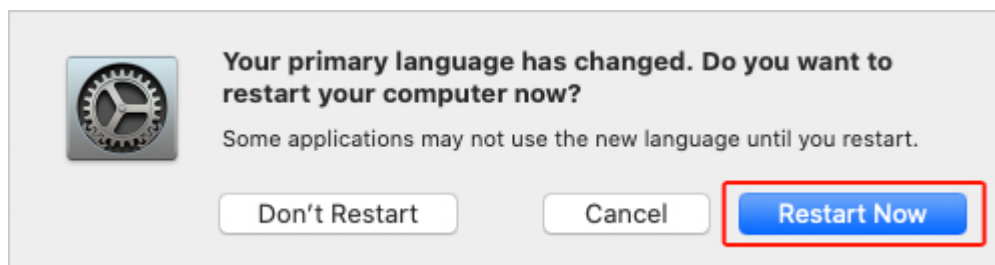 Your primary language has changed. Do you want to
restart your computer now?
Some applications may not use the new language until you restart.
Don't Restart
Cancel
Restart Now